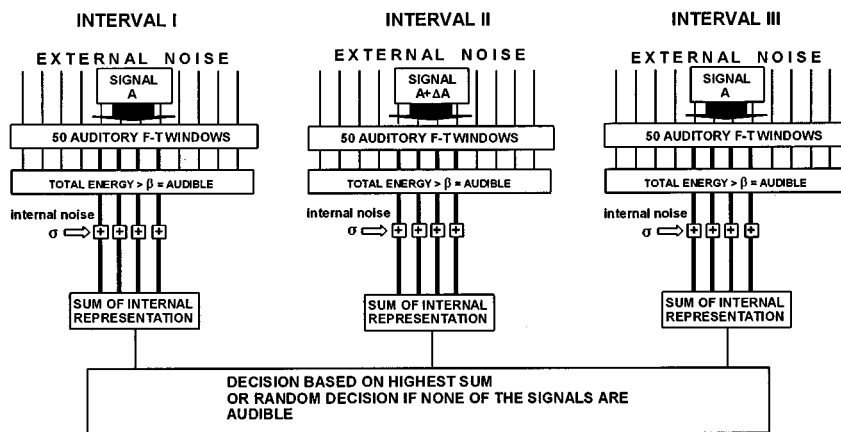 INTERVAL I
EXTERNAL NOISE
SIGNAL
A
50 AUDITORY F-T WINDOWS
TOTAL ENERGY > β = AUDIBLE
internal noise
σ
+ + + +
SUM OF INTERNAL
REPRESENTATION
INTERVAL II
EXTERNAL NOISE
SIGNAL
A+ΔA
50 AUDITORY F-T WINDOWS
TOTAL ENERGY > β = AUDIBLE
internal noise
σ
+ + + +
SUM OF INTERNAL
REPRESENTATION
INTERVAL III
EXTERNAL NOISE
SIGNAL
A
50 AUDITORY F-T WINDOWS
TOTAL ENERGY > β = AUDIBLE
internal noise
σ
+ + + +
SUM OF INTERNAL
REPRESENTATION
DECISION BASED ON HIGHEST SUM
OR RANDOM DECISION IF NONE OF THE SIGNALS ARE
AUDIBLE